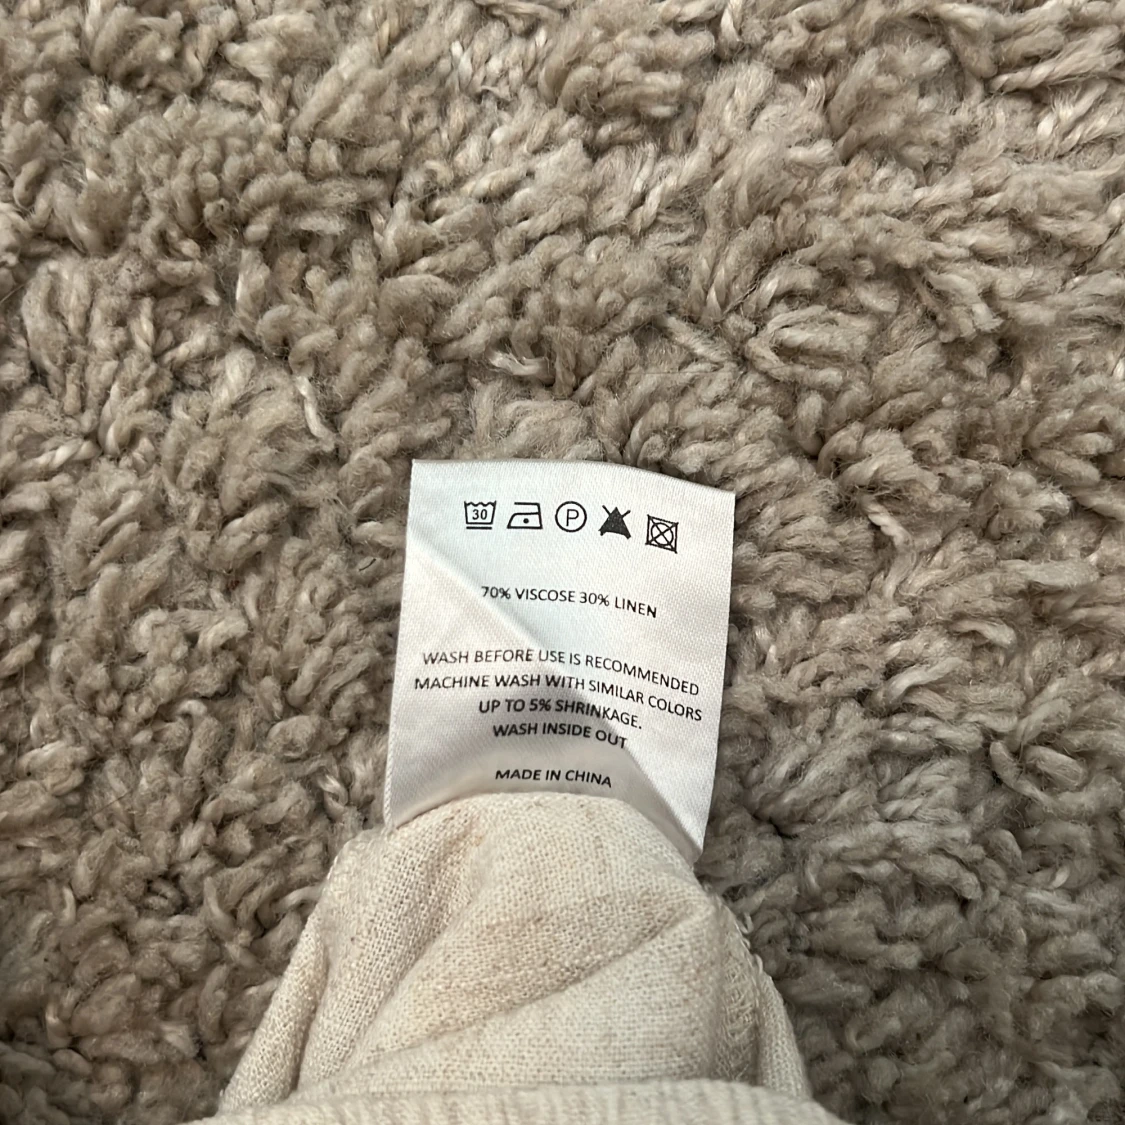 30 P
70% VISCOSE 30% LINEN
WASH BEFORE USE IS RECOMMENDED
MACHINE WASH WITH SIMILAR COLORS
UP TO 5% SHRINKAGE.
WASH INSIDE OUT
MADE IN CHINA